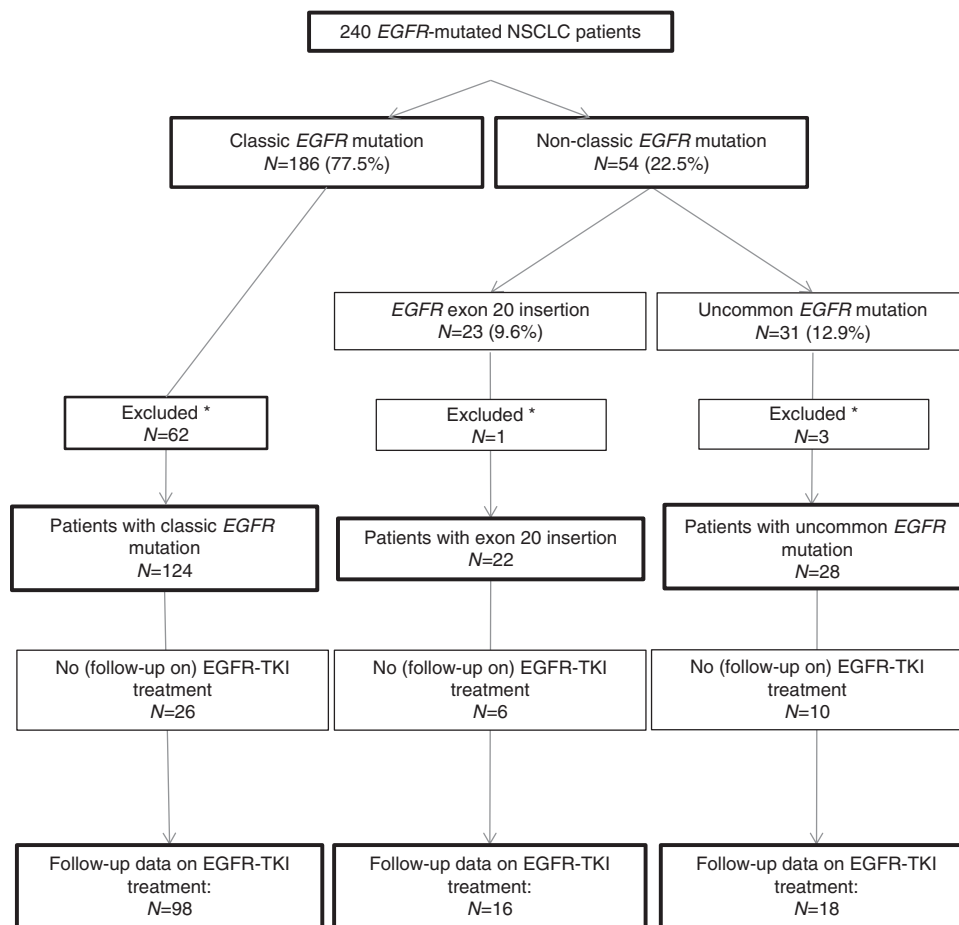 240 EGFR-mutated NSCLC patients
Classic EGFR mutation
N=186 (77.5%)
Non-classic EGFR mutation
N=54 (22.5%)
EGFR exon 20 insertion
N=23 (9.6%)
Uncommon EGFR mutation
N=31 (12.9%)
Excluded *
N=62
Excluded *
N=1
Excluded *
N=3
Patients with classic EGFR
mutation
N=124
Patients with exon 20 insertion
N=22
Patients with uncommon EGFR
mutation
N=28
No (follow-up on) EGFR-TKI
treatment
N=26
No (follow-up on) EGFR-TKI
treatment
N=6
No (follow-up on) EGFR-TKI
treatment
N=10
Follow-up data on EGFR-TKI
treatment:
N=98
Follow-up data on EGFR-TKI
treatment:
N=16
Follow-up data on EGFR-TKI
treatment:
N=18